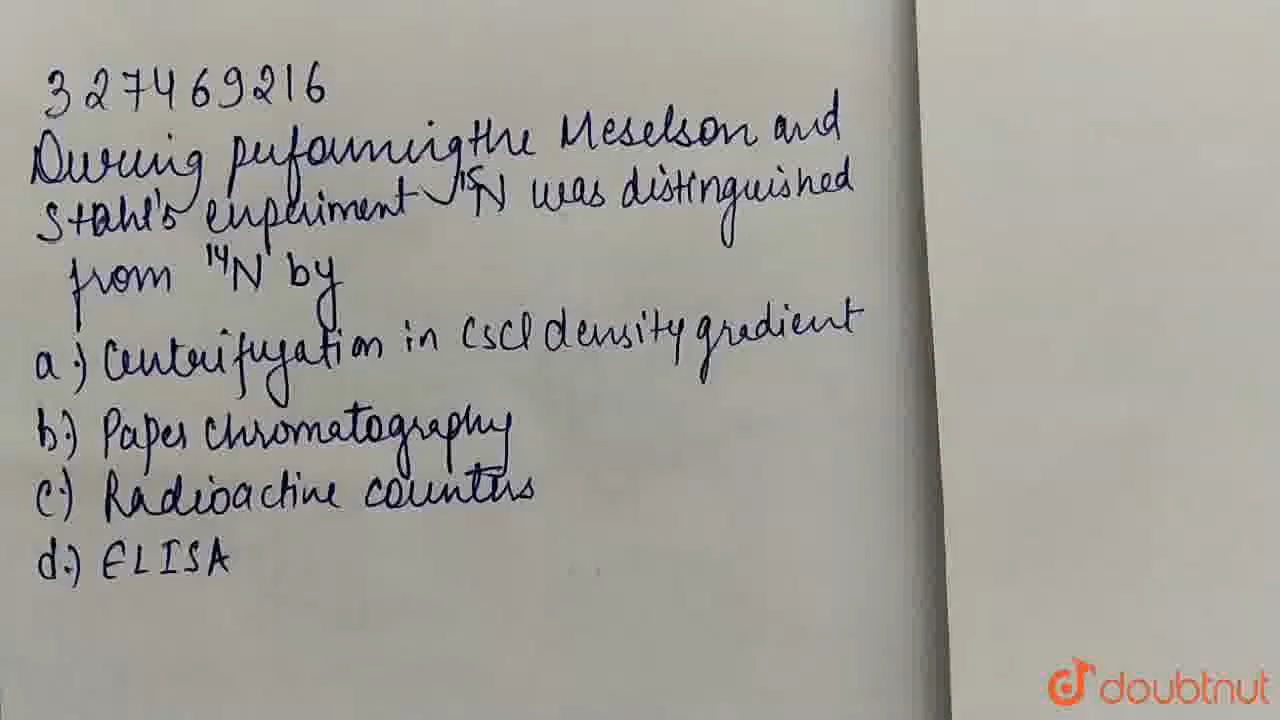 327469216
During performing the Meselson and
Stahl's experiment ¹⁵N was distinguished
from ¹⁴N by
a.) Centrifugation in CsCl density gradient
b.) Paper Chromatography
c.) Radioactive counters
d.) ELISA
doubtnut